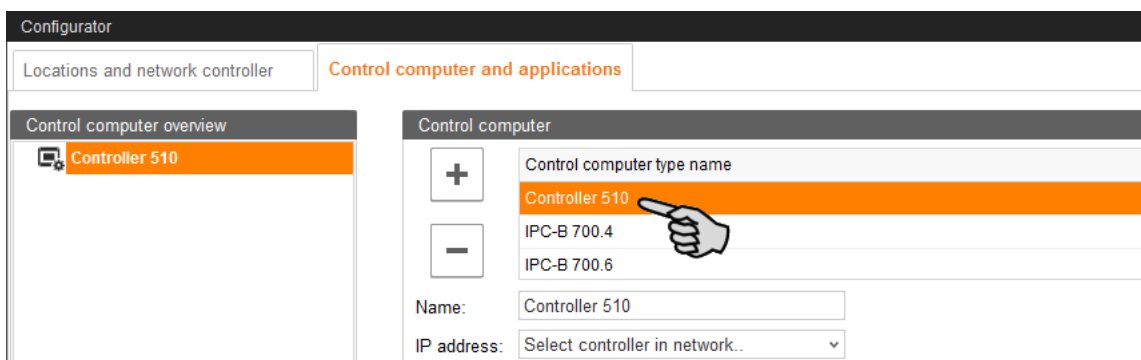 Configurator
Locations and network controller
Control computer and applications
Control computer overview
Controller 510
Control computer
Control computer type name
Controller 510
IPC-B 700.4
IPC-B 700.6
Name: Controller 510
IP address: Select controller in network..